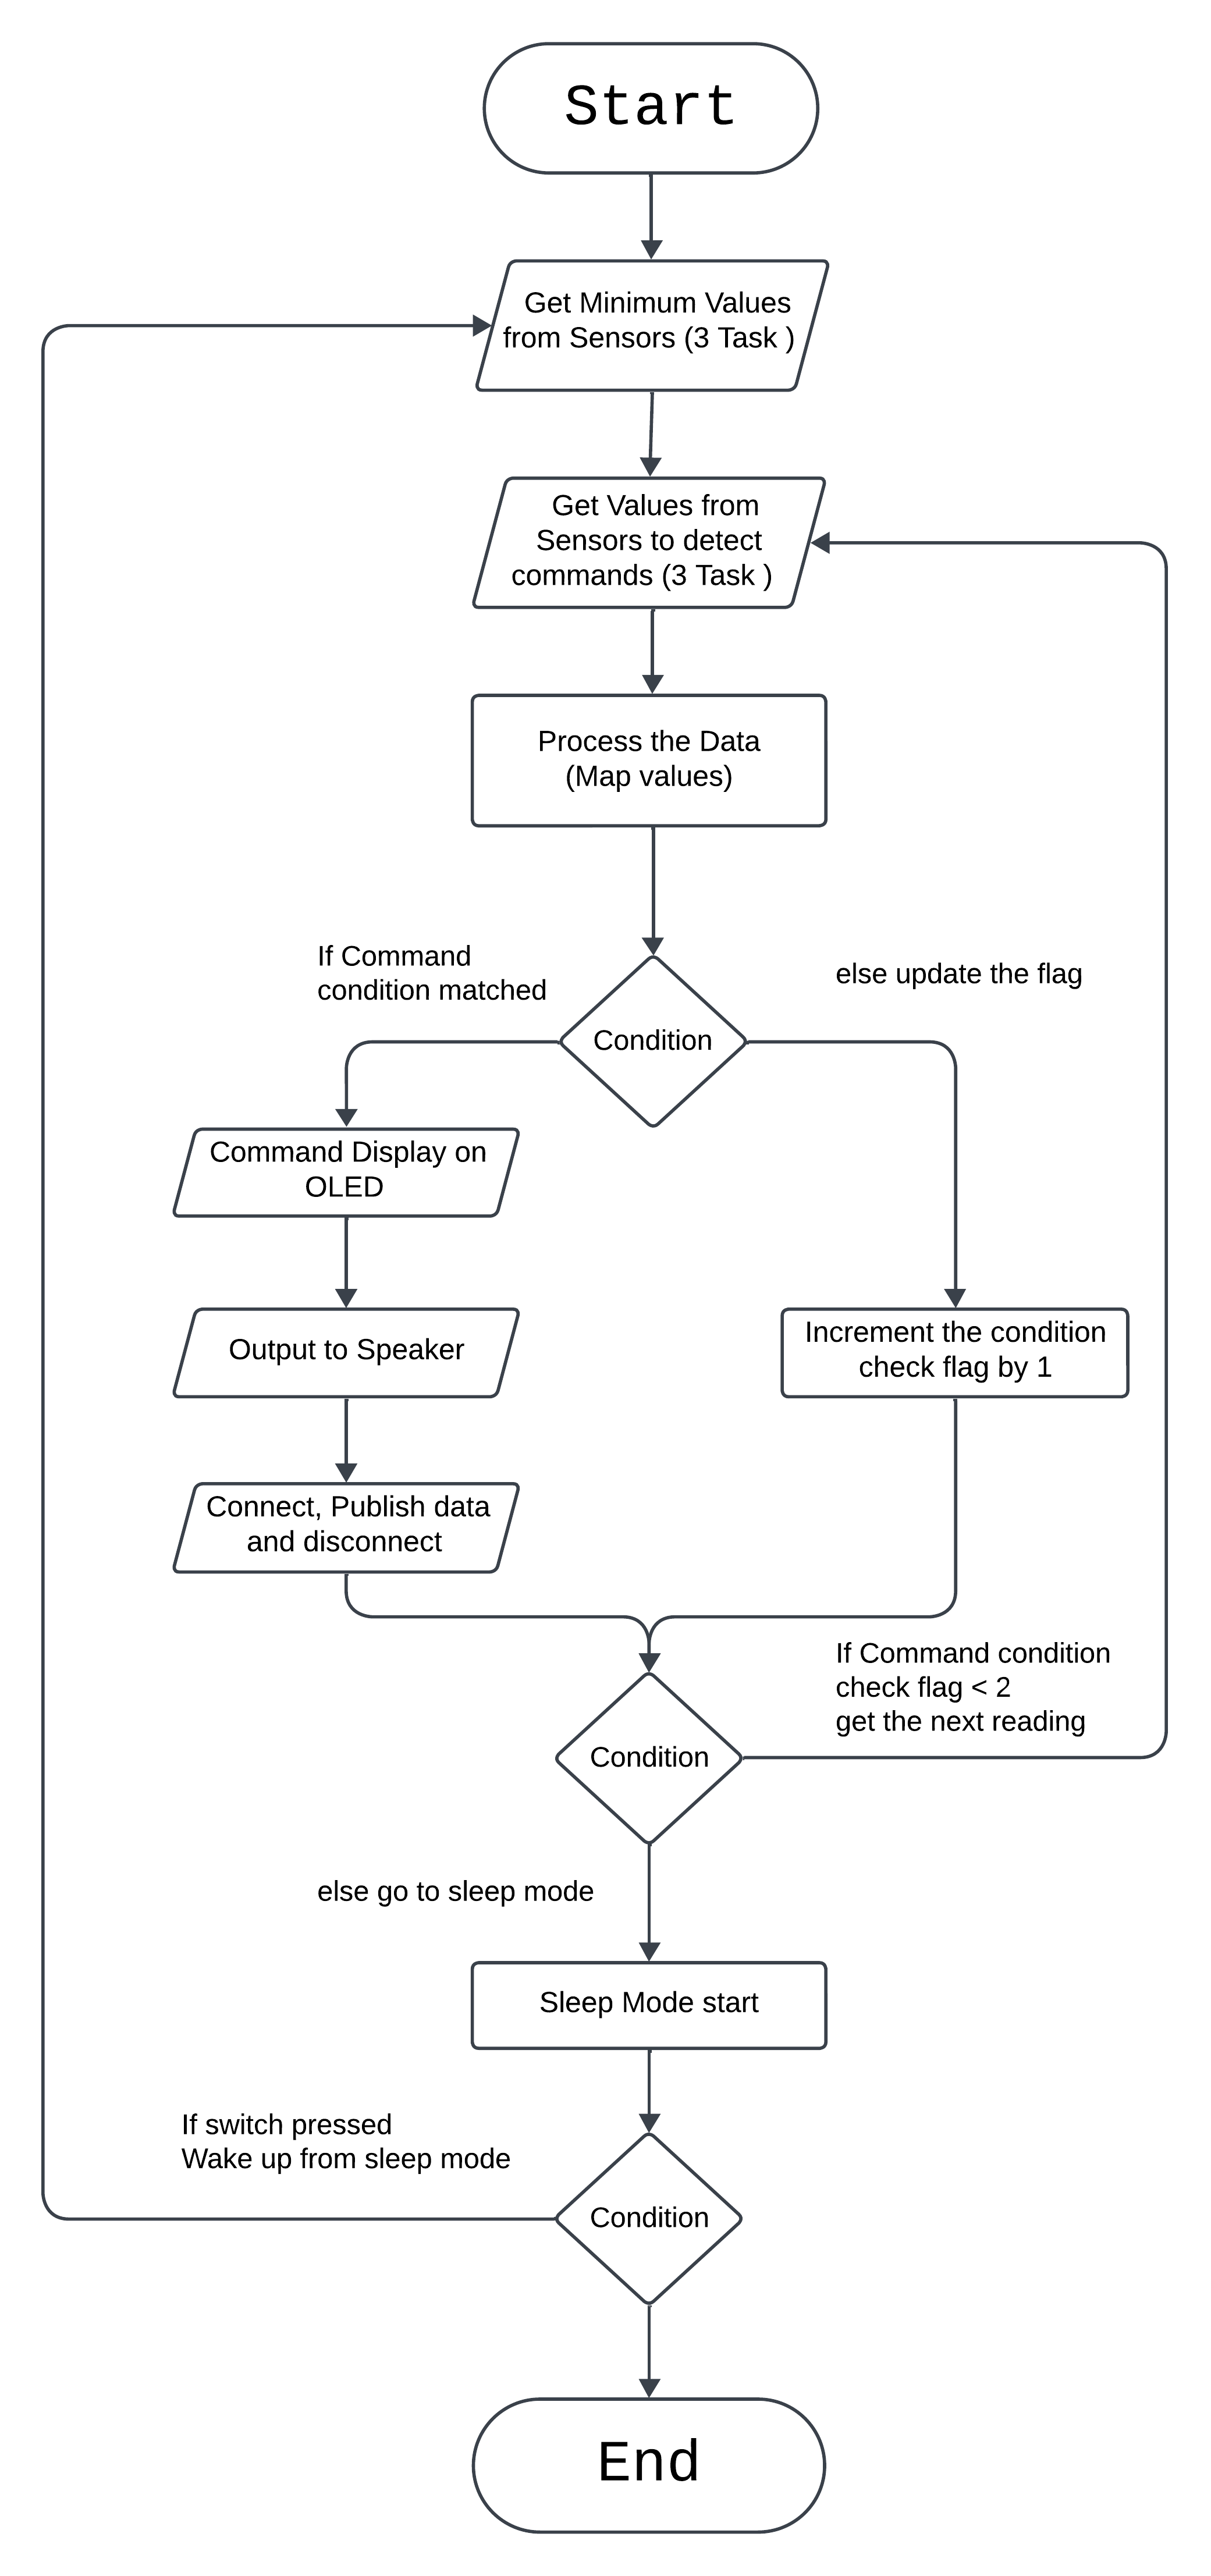 Start
Get Minimum Values
from Sensors (3 Task )
Get Values from
Sensors to detect
commands (3 Task )
Process the Data
(Map values)
If Command
condition matched
else update the flag
Condition
Command Display on
OLED
Output to Speaker
Increment the condition
check flag by 1
Connect, Publish data
and disconnect
If Command condition
check flag < 2
get the next reading
Condition
else go to sleep mode
Sleep Mode start
If switch pressed
Wake up from sleep mode
Condition
End